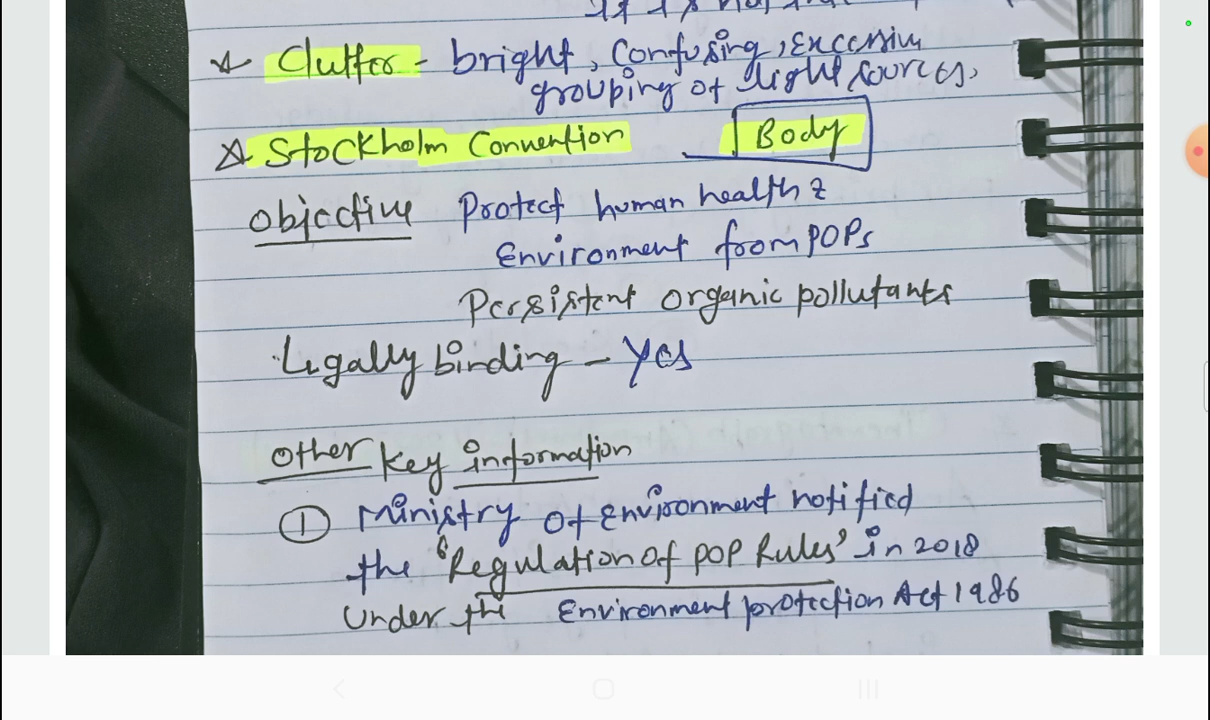 Clutter - bright, Confusing, Excessive
grouping of light sources.
Stockholm Convention Body
Objective Protect human health &
Environment from POPs
Persistent organic pollutants
Legally binding - Yes
Other key information
① Ministry of Environment notified
the 'Regulation of POP Rules' in 2018
Under the Environment protection Act 1986